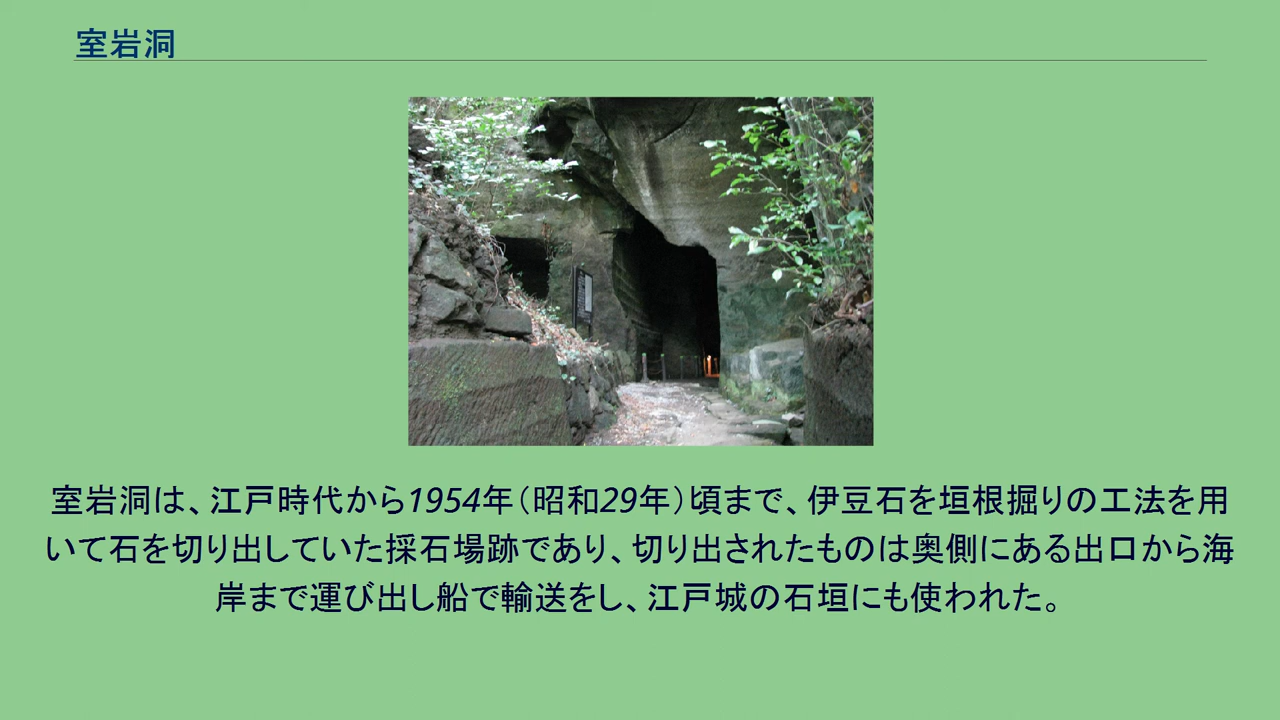 室岩洞
室岩洞は、江戸時代から1954年（昭和29年）頃まで、伊豆石を垣根掘りの工法を用
いて石を切り出していた採石場跡であり、切り出されたものは奥側にある出口から海
岸まで運び出し船で輸送をし、江戸城の石垣にも使われた。